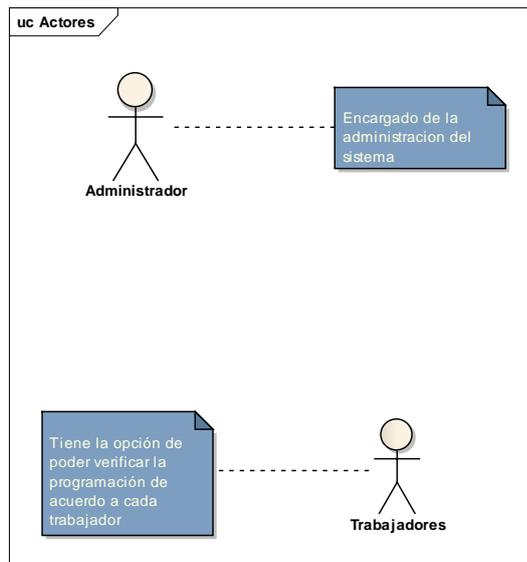 uc Actores
Encargado de la
administracion del
sistema
Administrador
Tiene la opción de
poder verificar la
programación de
acuerdo a cada
trabajador
Trabajadores